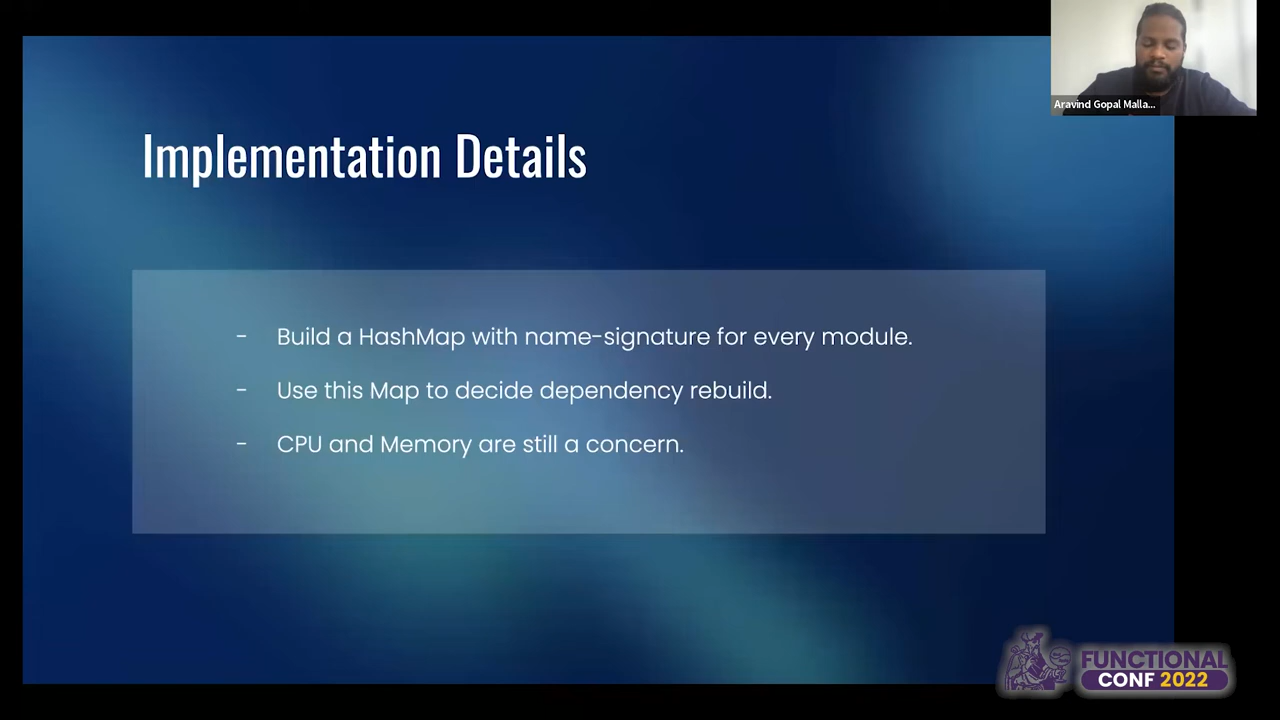 Aravind Gopal Malla...
Implementation Details
- Build a HashMap with name-signature for every module.
- Use this Map to decide dependency rebuild.
- CPU and Memory are still a concern.
FUNCTIONAL
CONF 2022